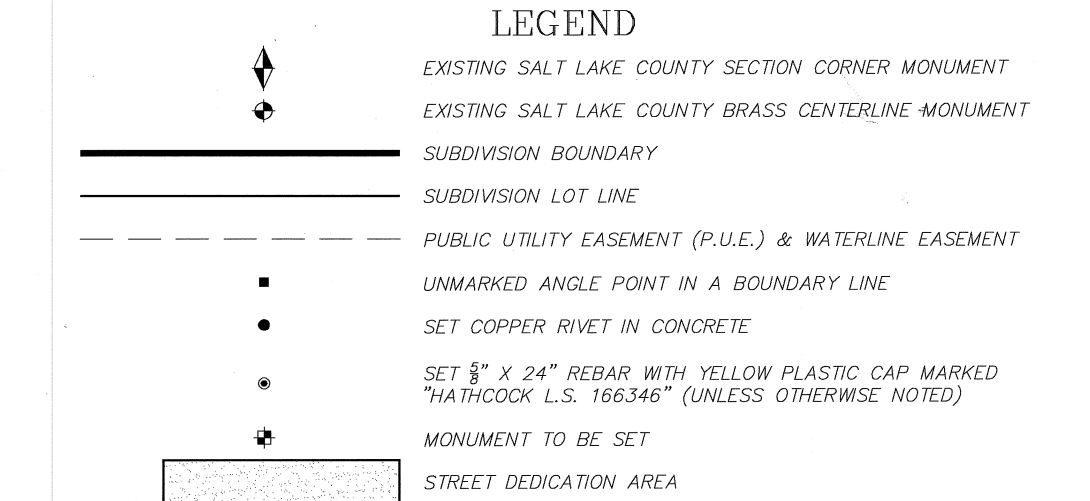 LEGEND
EXISTING SALT LAKE COUNTY SECTION CORNER MONUMENT
EXISTING SALT LAKE COUNTY BRASS CENTERLINE MONUMENT
SUBDIVISION BOUNDARY
SUBDIVISION LOT LINE
PUBLIC UTILITY EASEMENT (P.U.E.) & WATERLINE EASEMENT
UNMARKED ANGLE POINT IN A BOUNDARY LINE
SET COPPER RIVET IN CONCRETE
SET 5/8" X 24" REBAR WITH YELLOW PLASTIC CAP MARKED
"HATHCOCK L.S. 166346" (UNLESS OTHERWISE NOTED)
MONUMENT TO BE SET
STREET DEDICATION AREA